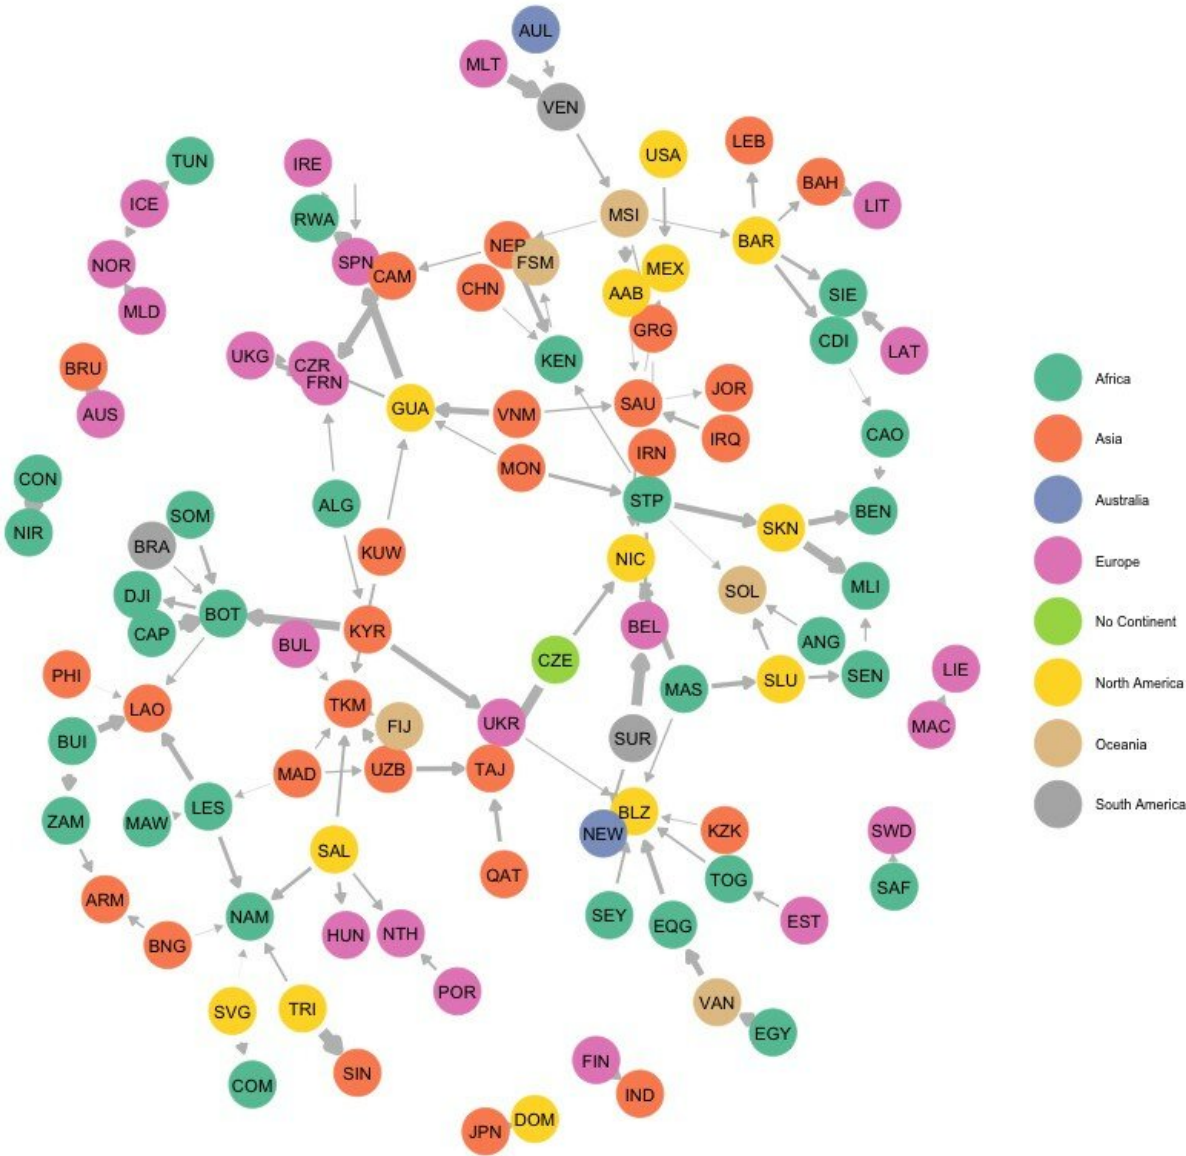 AUL
MLT
VEN
LEB
USA
TUN
IRE
BAH
ICE
LIT
RWA
MSI
BAR
NEP
NOR
SPN
FSM
MEX
CAM
CHN
AAB
SIE
MLD
GRG
CDI
LAT
UKG
CZR
KEN
BRU
FRN
Africa
JOR
SAU
GUA
VNM
AUS
CAO
IRQ
Asia
IRN
MON
CON
STP
Australia
ALG
BEN
SOM
SKN
NIR
BRA
KUW
NIC
Europe
MLI
SOL
DJI
BOT
No Continent
BEL
KYR
CAP
ANG
BUL
CZE
LIE
PHI
SEN
SLU
North America
MAS
TKM
LAO
UKR
MAC
FIJ
SUR
BUI
Oceania
TAJ
UZB
MAD
South America
LES
BLZ
ZAM
MAW
NEW
KZK
SWD
SAL
QAT
TOG
SAF
ARM
SEY
NAM
EST
EQG
NTH
HUN
BNG
POR
VAN
TRI
SVG
EGY
FIN
SIN
COM
IND
DOM
JPN